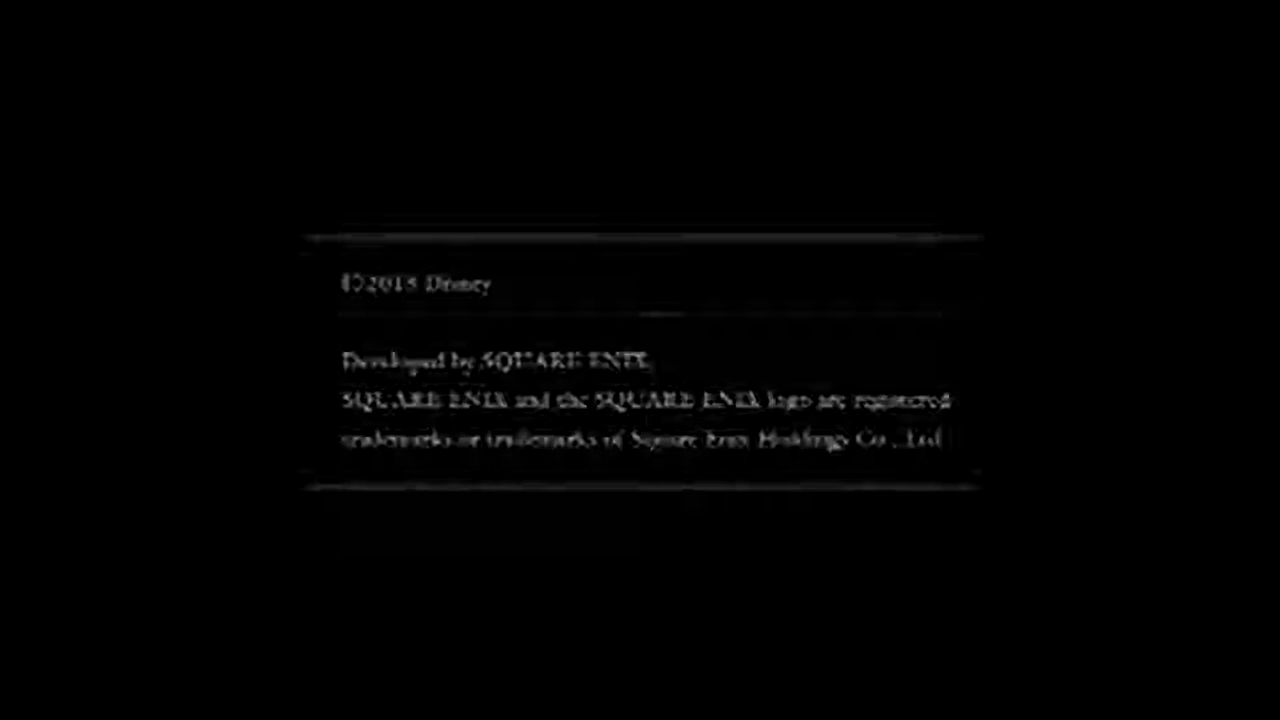 Disney
Developed by SQUARE ENIX
SQUARE ENIX and the SQUARE ENIX logo are registered
trademarks or trademarks of Square Enix Holdings Co., Ltd.